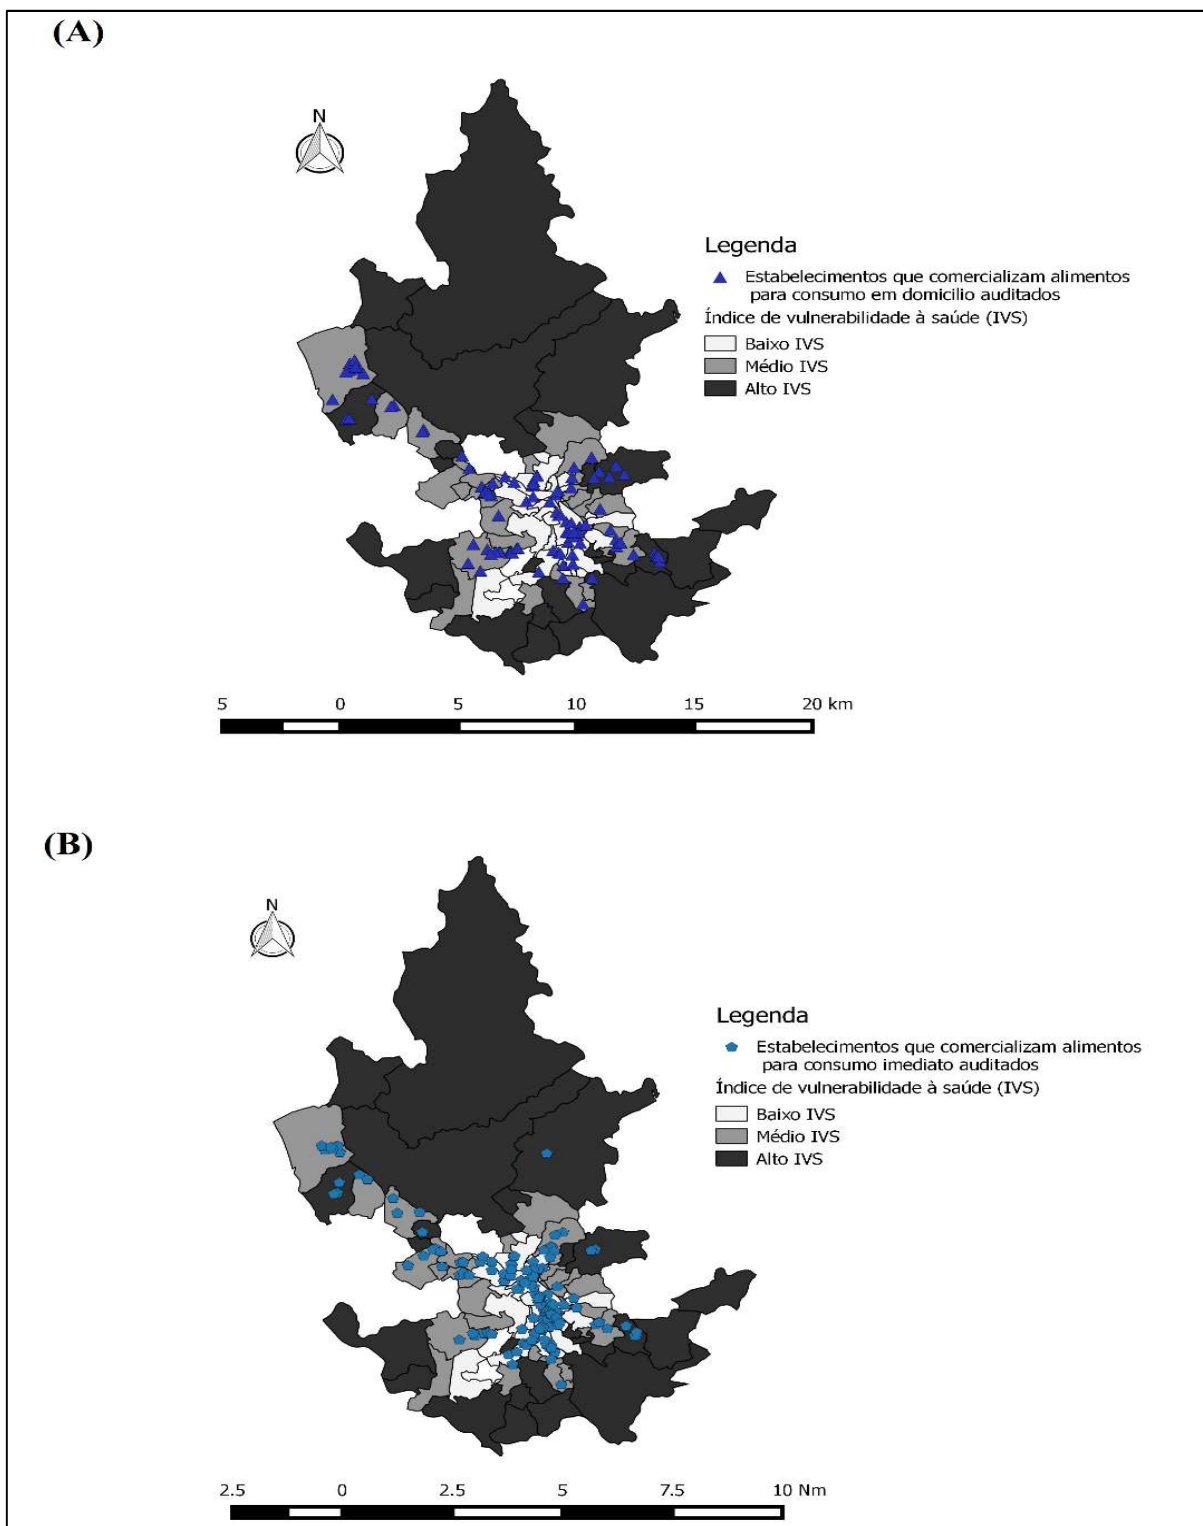 (A)
N
Legenda
Estabelecimentos que comercializam alimentos
para consumo em domicilio auditados
Índice de vulnerabilidade à saúde (IVS)
Baixo IVS
Médio IVS
Alto IVS
5 0 5 10 15 20 km
(B)
N
Legenda
Estabelecimentos que comercializam alimentos
para consumo imediato auditados
Índice de vulnerabilidade à saúde (IVS)
Baixo IVS
Médio IVS
Alto IVS
2.5 0 2.5 5 7.5 10 Nm